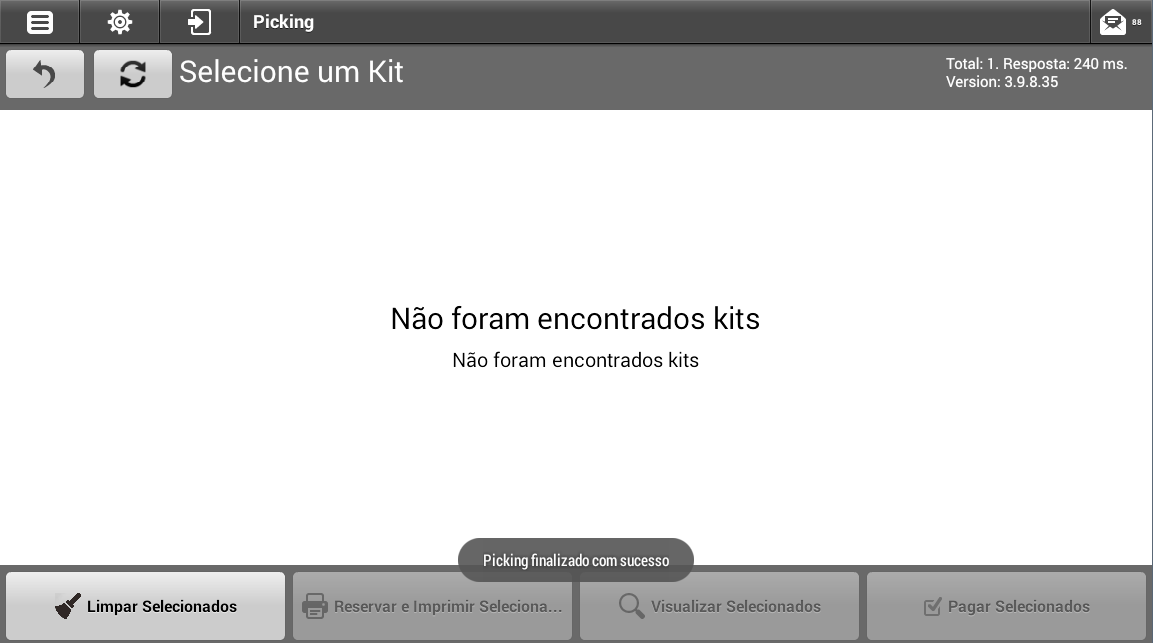 Picking
88
Selecione um Kit
Total: 1. Resposta: 240 ms.
Version: 3.9.8.35
Não foram encontrados kits
Não foram encontrados kits
Picking finalizado com sucesso
Limpar Selecionados
Reservar e Imprimir Seleciona...
Visualizar Selecionados
Pagar Selecionados